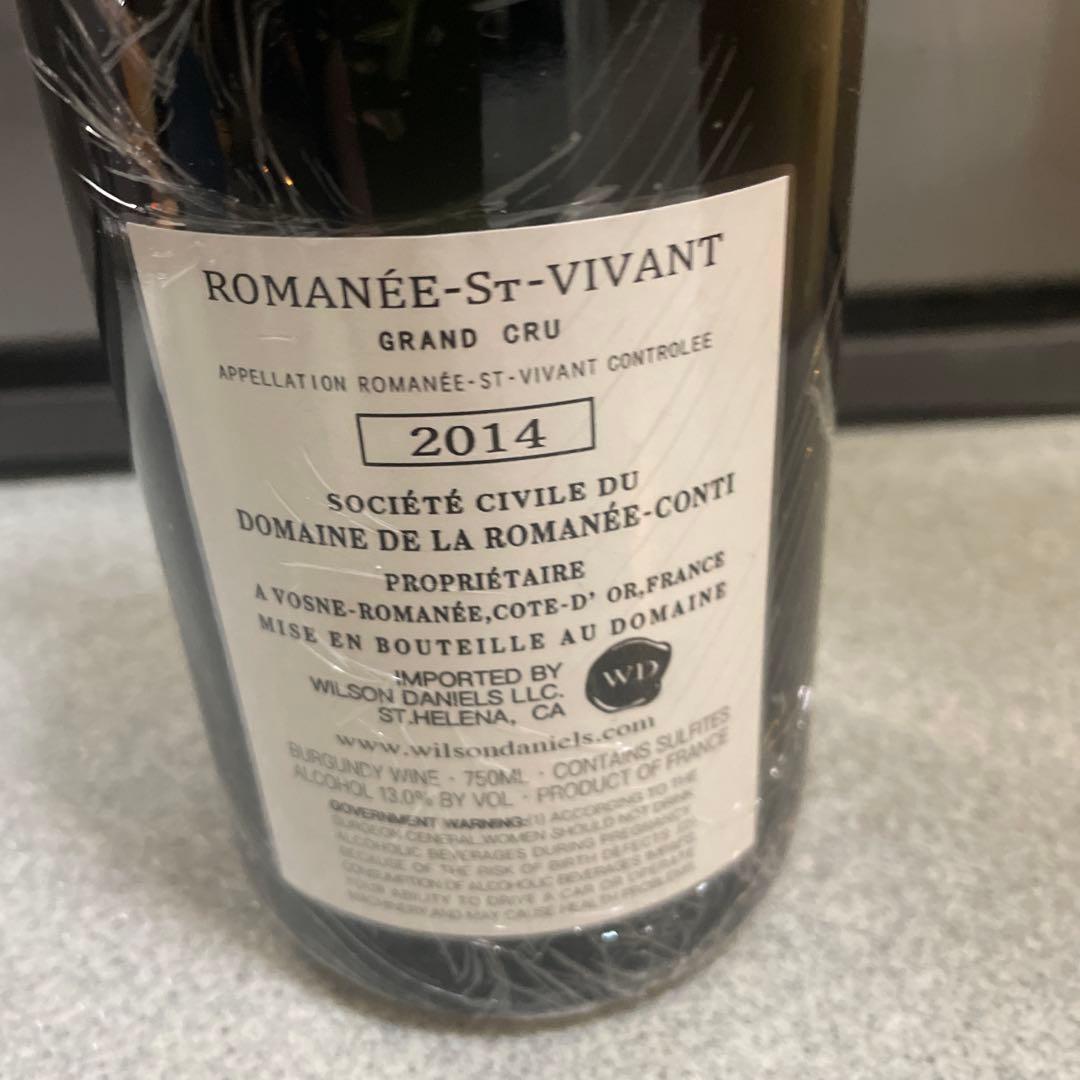 ROMANÉE-ST-VIVANT
GRAND CRU
APPELLATION ROMANÉE-ST-VIVANT CONTROLEE
2014
SOCIÉTÉ CIVILE DU
DOMAINE DE LA ROMANÉE-CONTI
PROPRIÉTAIRE
A VOSNE-ROMANÉE,COTE-D' OR,FRANCE
MISE EN BOUTEILLE AU DOMAINE
IMPORTED BY
WILSON DANIELS LLC.
ST.HELENA, CA
WD
www.wilsondaniels.com
BURGUNDY WINE · 750ML · CONTAINS SULFITES
ALCOHOL 13.0% BY VOL · PRODUCT OF FRANCE
GOVERNMENT WARNING:(1) ACCORDING TO THE
SURGEON GENERAL,WOMEN SHOULD NOT DRINK
ALCOHOLIC BEVERAGES DURING PREGNANCY
BECAUSE OF THE RISK OF BIRTH DEFECTS (2)
CONSUMPTION OF ALCOHOLIC BEVERAGES IMPAIRS
YOUR ABILITY TO DRIVE A CAR OR OPERATE
MACHINERY AND MAY CAUSE HEALTH PROBLEMS